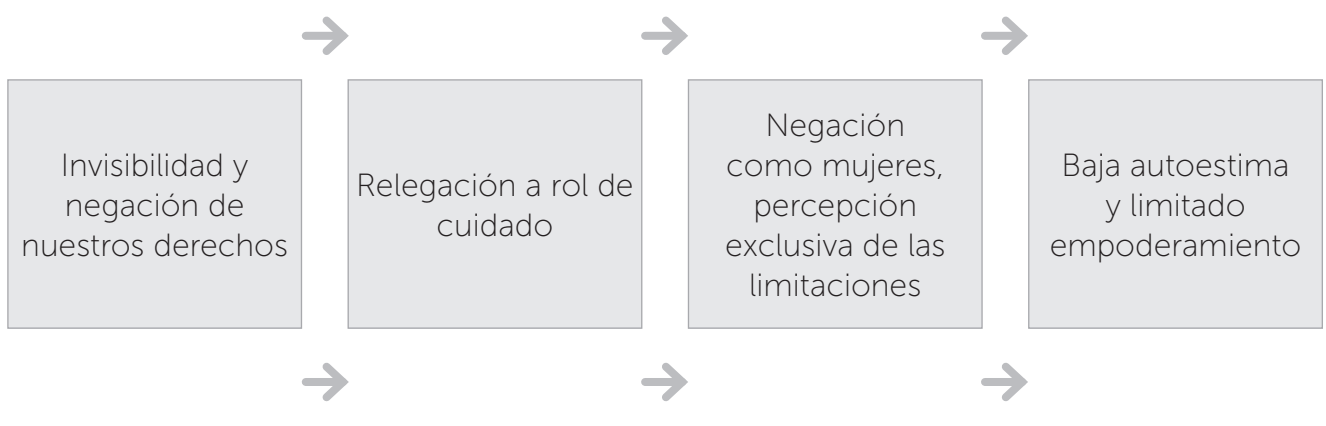 Invisibilidad y
negación de
nuestros derechos
Relegación a rol de
cuidado
Negación
como mujeres,
percepción
exclusiva de las
limitaciones
Baja autoestima
y limitado
empoderamiento